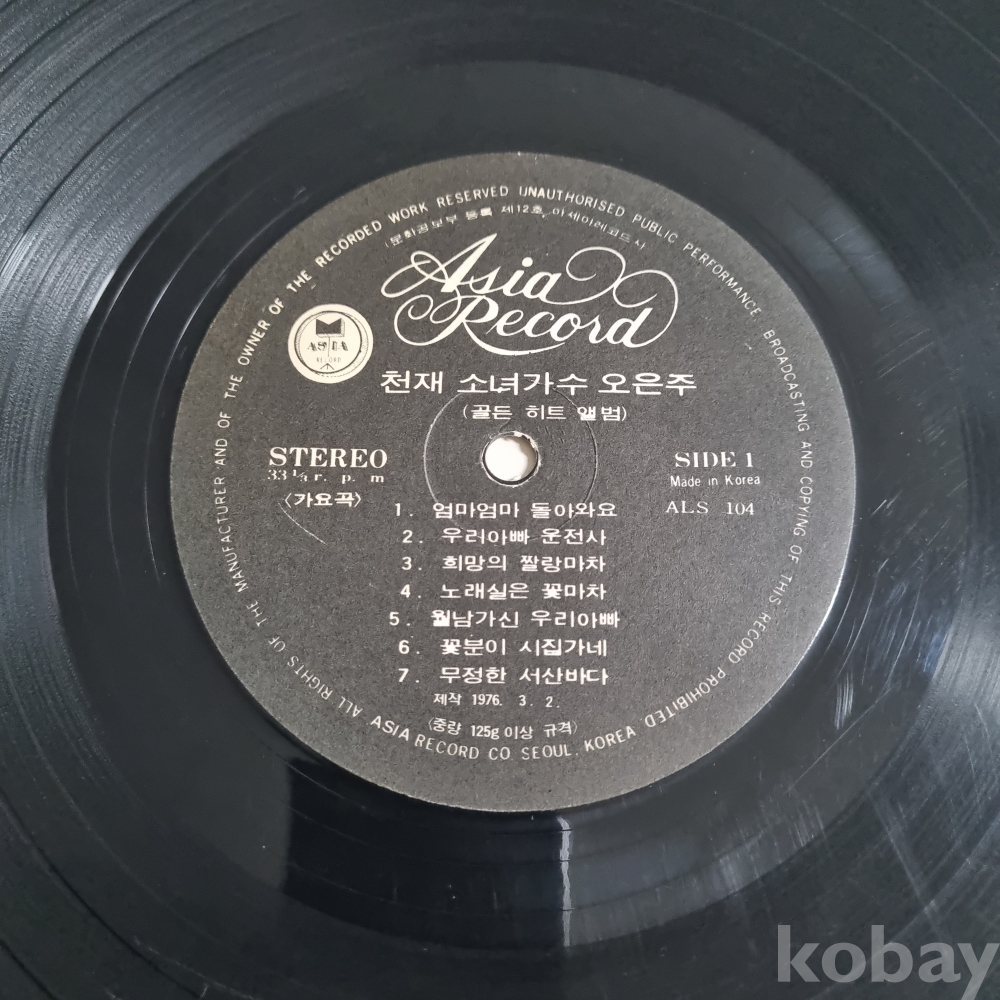 ALL RIGHTS OF THE MANUFACTURER AND OF THE OWNER OF THE RECORDED WORK RESERVED UNAUTHORISED PUBLIC PERFORMANCE BROADCASTING AND COPYING OF THIS RECORD PROHIBITED
(문화공보부 등록 제12호, 아세아레코드사
Asia
Record
ASIA
RECORD
천재 소녀가수 오은주
(골든 히트 앨범)
STEREO
33 1/3 r. p. m
〈가요곡〉
SIDE 1
Made in Korea
ALS 104
1. 엄마엄마 돌아와요
2. 우리아빠 운전사
3. 희망의 짤랑마차
4. 노래실은 꽃마차
5. 월남가신 우리아빠
6. 꽃분이 시집가네
7. 무정한 서산바다
제작 1976. 3. 2.
〈중량 125g 이상 규격〉
ASIA RECORD CO. SEOUL, KOREA
kobay